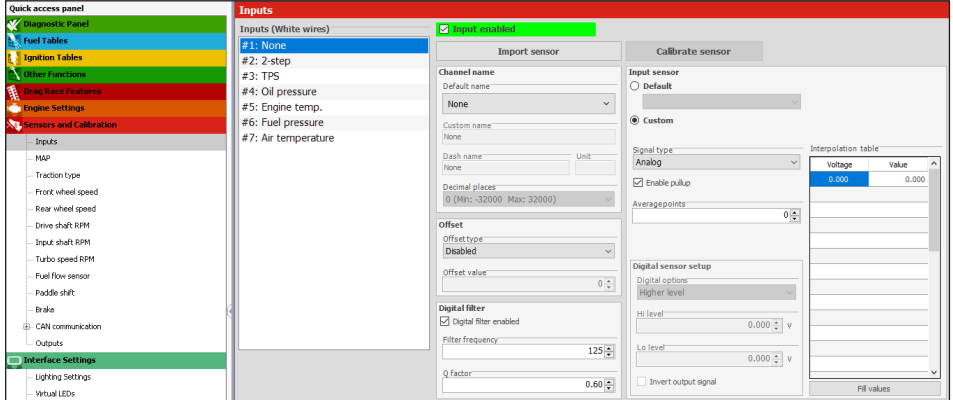 Quick access panel
Diagnostic Panel
Fuel Tables
Ignition Tables
Other Functions
Drag Race Features
Engine Settings
Sensors and Calibration
Inputs
MAP
Traction type
Front wheel speed
Rear wheel speed
Drive shaft RPM
Input shaft RPM
Turbo speed RPM
Fuel flow sensor
Paddle shift
Brake
CAN communication
Outputs
Interface Settings
Lighting Settings
Virtual LEDs
Inputs
Inputs (White wires)
#1: None
#2: 2-step
#3: TPS
#4: Oil pressure
#5: Engine temp.
#6: Fuel pressure
#7: Air temperature
Input enabled
Import sensor
Calibrate sensor
Channel name
Default name
None
Custom name
None
Dash name Unit
None
Decimal places
0 (Min: -32000 Max: 32000)
Offset
Offset type
Disabled
Offset value
0
Digital filter
Digital filter enabled
Filter frequency
125
Q factor
0.60
Input sensor
Default
Custom
Signal type
Analog
Enable pullup
Averagepoints
0
Digital sensor setup
Digital options
Higher level
Hi level
0.000 v
Lo level
0.000 v
Invert output signal
Interpolation table
Voltage Value
0.000 0.000
Fill values